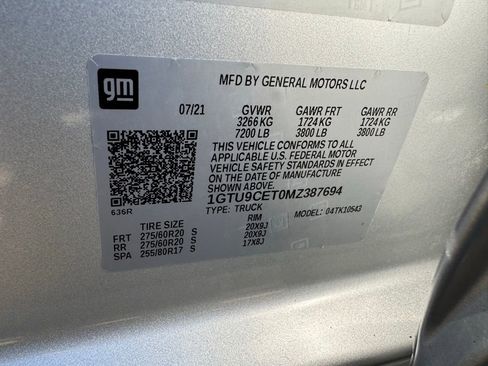 gm
MFD BY GENERAL MOTORS LLC
07/21 GVWR GAWR FRT GAWR RR
3266 KG 1724 KG 1724 KG
7200 LB 3800 LB 3800 LB
THIS VEHICLE CONFORMS TO ALL
APPLICABLE U.S. FEDERAL MOTOR
VEHICLE SAFETY STANDARDS IN
EFFECT ON THE DATE OF MANUFACTURE
SHOWN ABOVE.
1GTU9CET0MZ387694
TYPE: TRUCK MODEL: 04TK10543
636R
TIRE SIZE RIM
FRT 275/60R20 S 20X9J
RR 275/60R20 S 20X9J
SPA 255/80R17 S 17X8J